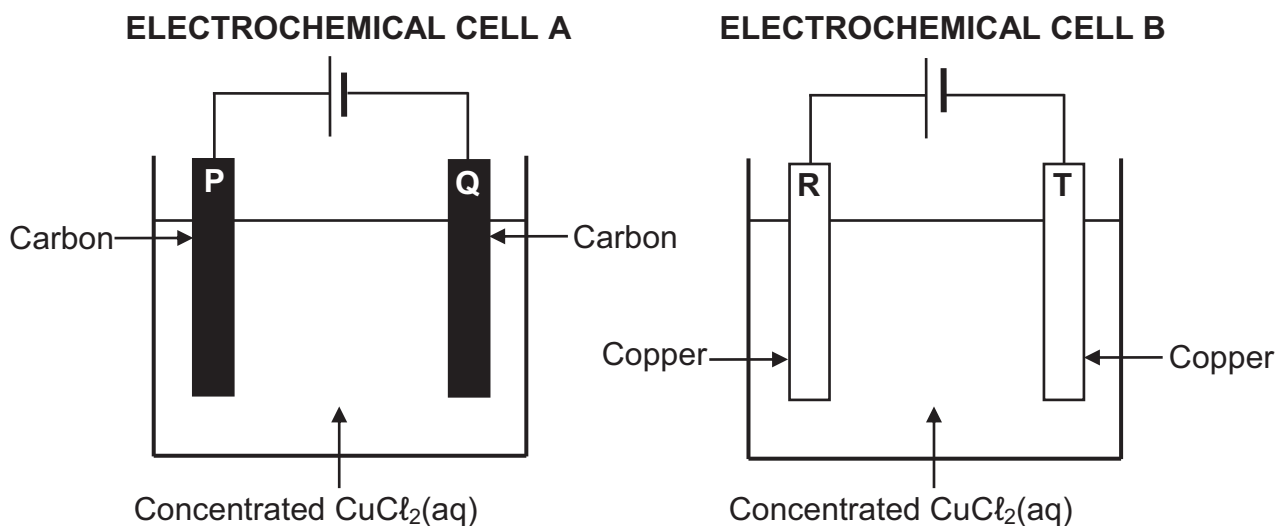 ELECTROCHEMICAL CELL A
ELECTROCHEMICAL CELL B
P
Q
R
T
Carbon
Carbon
Copper
Copper
Concentrated CuCℓ₂(aq)
Concentrated CuCℓ₂(aq)